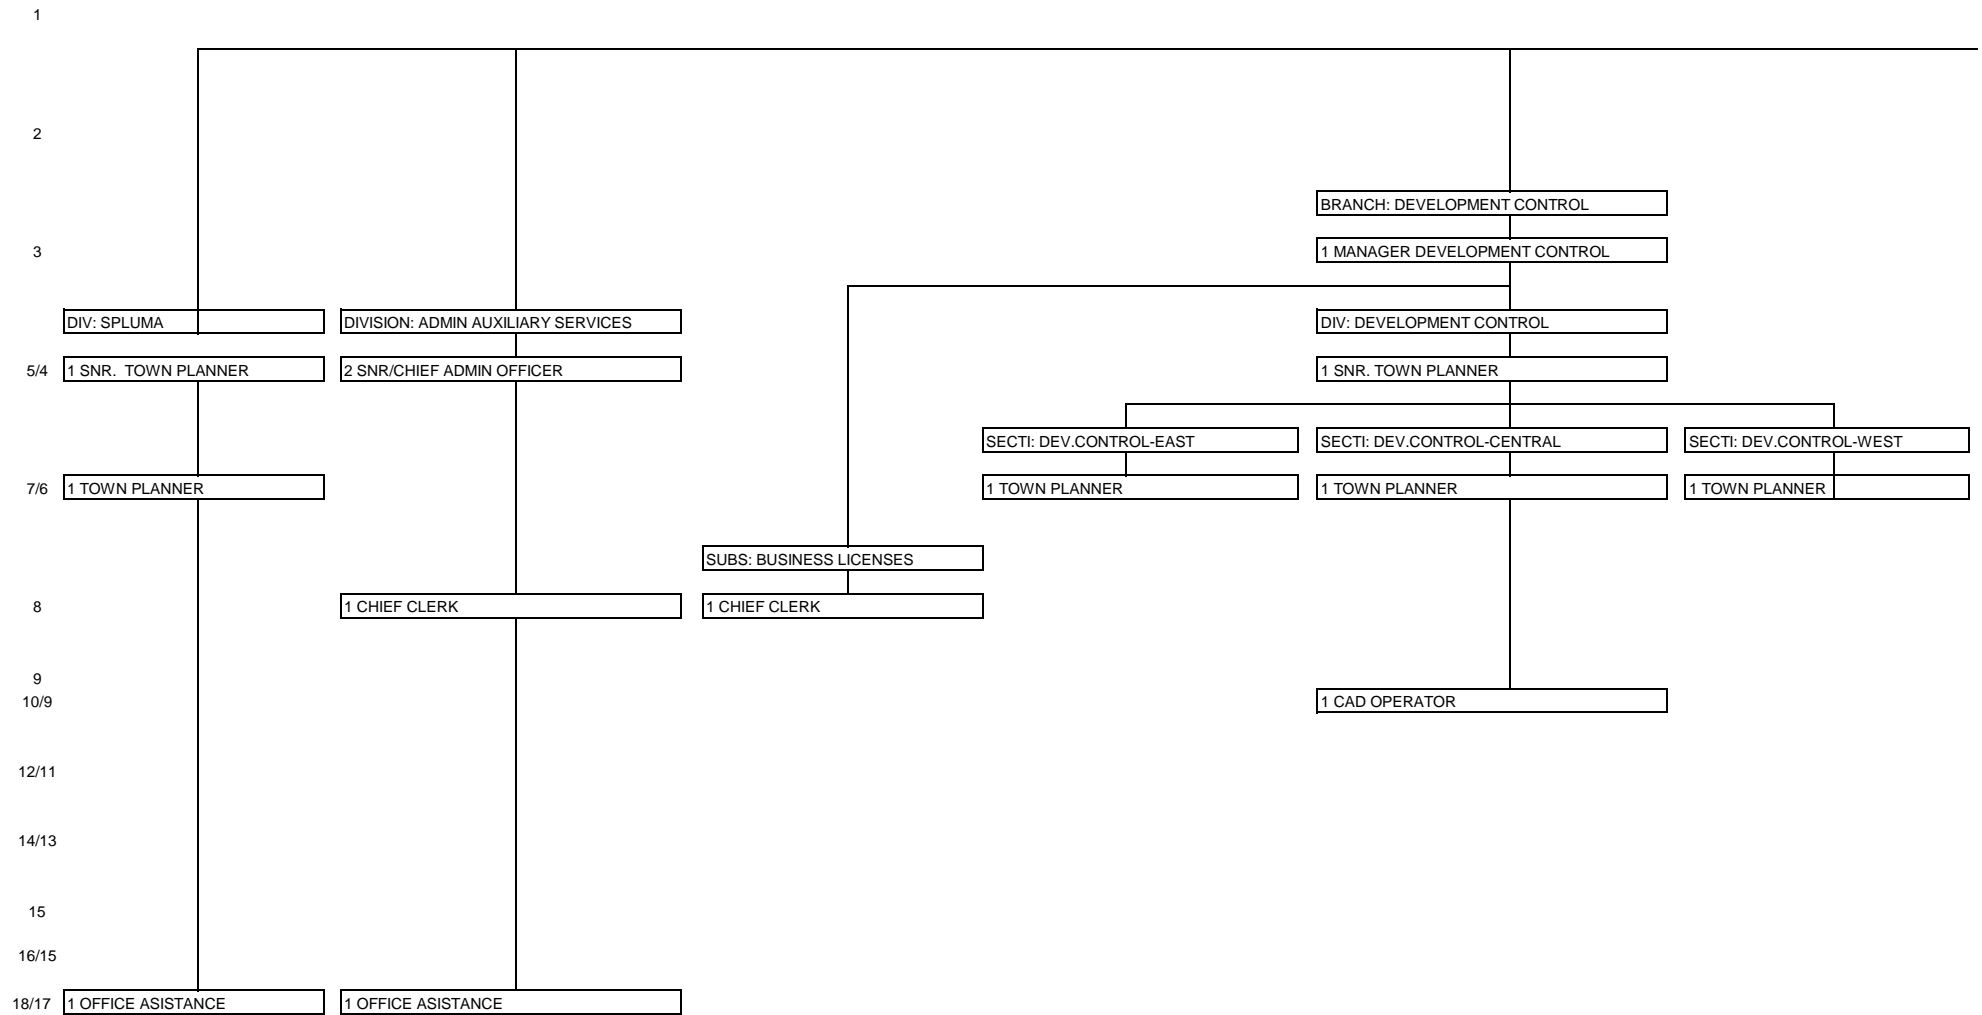 1
2
BRANCH: DEVELOPMENT CONTROL
3
1 MANAGER DEVELOPMENT CONTROL
DIV: SPLUMA
DIVISION: ADMIN AUXILIARY SERVICES
DIV: DEVELOPMENT CONTROL
5/4
1 SNR.  TOWN PLANNER
2 SNR/CHIEF ADMIN OFFICER
1 SNR. TOWN PLANNER
SECTI: DEV.CONTROL-EAST
SECTI: DEV.CONTROL-CENTRAL
SECTI: DEV.CONTROL-WEST
7/6
1 TOWN PLANNER
1 TOWN PLANNER
1 TOWN PLANNER
1 TOWN PLANNER
SUBS: BUSINESS LICENSES
8
1 CHIEF CLERK
1 CHIEF CLERK
9
10/9
1 CAD OPERATOR
12/11
14/13
15
16/15
18/17
1 OFFICE ASISTANCE
1 OFFICE ASISTANCE